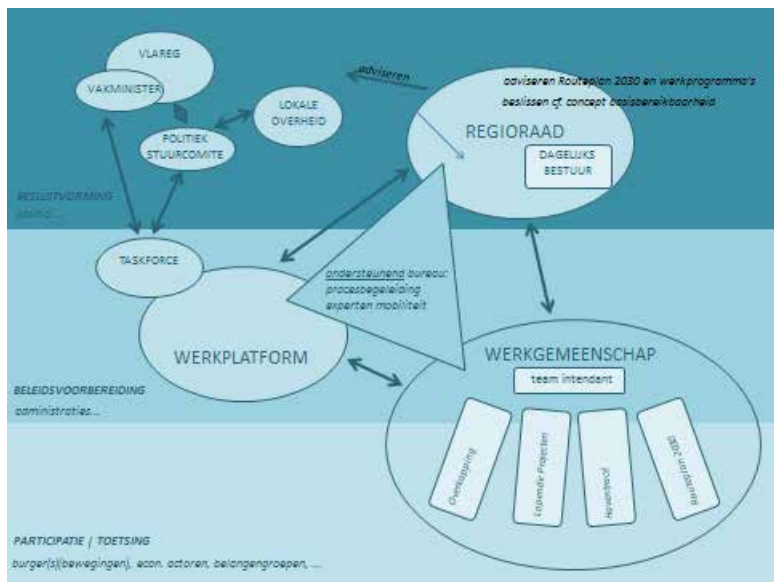 VLAREG
VAKMINISTER
POLITIEK
STUURCOMITE
LOKALE
OVERHEID
adviseren
adviseren Routeplan 2030 en werkprogramma's
beslissen cf. concept basisbereikbaarheid
REGIORAAD
DAGELIJKS
BESTUUR
BESLUITVORMING
TASKFORCE
ondersteunend bureau:
procesbegeleiding
experten mobiliteit
WERKPLATFORM
WERKGEMEENSCHAP
team intendant
BELEIDSVOORBEREIDING
administraties...
Overkapping
Lopende Projecten
Haventracé
Routeplan 2030
PARTICIPATIE | TOETSING
burger(s)(bewegingen), econ. actoren, belangengroepen, ...